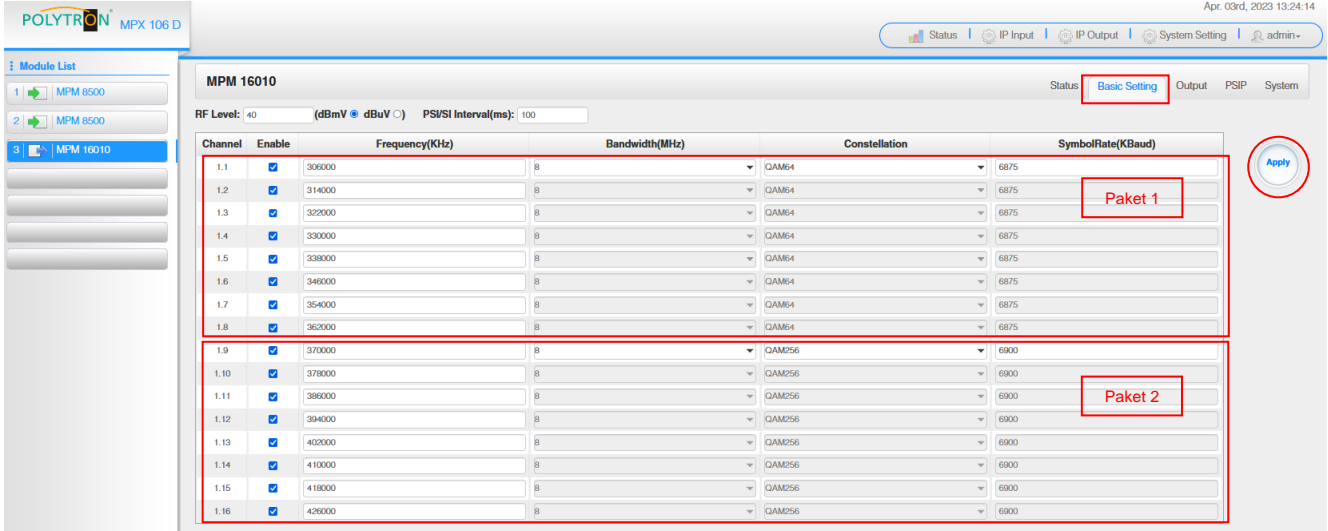 Apr. 03rd, 2023 13:24:14
POLYTRON® MPX 106 D
Status | IP Input | IP Output | System Setting | admin
Module List
1 MPM 8500
2 MPM 8500
3 MPM 16010
MPM 16010
Status Basic Setting Output PSIP System
RF Level: 40 (dBmV dBuV ) PSI/SI Interval(ms): 100
Channel Enable Frequency(KHz) Bandwidth(MHz) Constellation SymbolRate(KBaud)
Apply
1.1 306000 8 QAM64 6875
1.2 314000 8 QAM64 6875
Paket 1
1.3 322000 8 QAM64 6875
1.4 330000 8 QAM64 6875
1.5 338000 8 QAM64 6875
1.6 346000 8 QAM64 6875
1.7 354000 8 QAM64 6875
1.8 362000 8 QAM64 6875
1.9 370000 8 QAM256 6900
1.10 378000 8 QAM256 6900
1.11 386000 8 QAM256 6900
Paket 2
1.12 394000 8 QAM256 6900
1.13 402000 8 QAM256 6900
1.14 410000 8 QAM256 6900
1.15 418000 8 QAM256 6900
1.16 426000 8 QAM256 6900